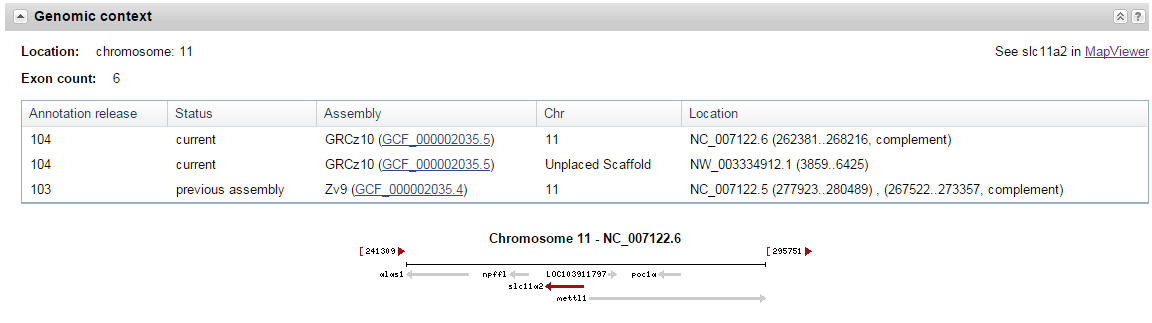 Genomic context
?
Location: chromosome: 11 See slc11a2 in MapViewer
Exon count: 6
Annotation release Status Assembly Chr Location
104 current GRCz10 (GCF_000002035.5) 11 NC_007122.6 (262381..268216, complement)
104 current GRCz10 (GCF_000002035.5) Unplaced Scaffold NW_003334912.1 (3859..6425)
103 previous assembly Zv9 (GCF_000002035.4) 11 NC_007122.5 (277923..280489) , (267522..273357, complement)
Chromosome 11 - NC_007122.6
[ 241309 [ 295751
alas1 npffl LOC103911797 poc1a
slc11a2
mettl1